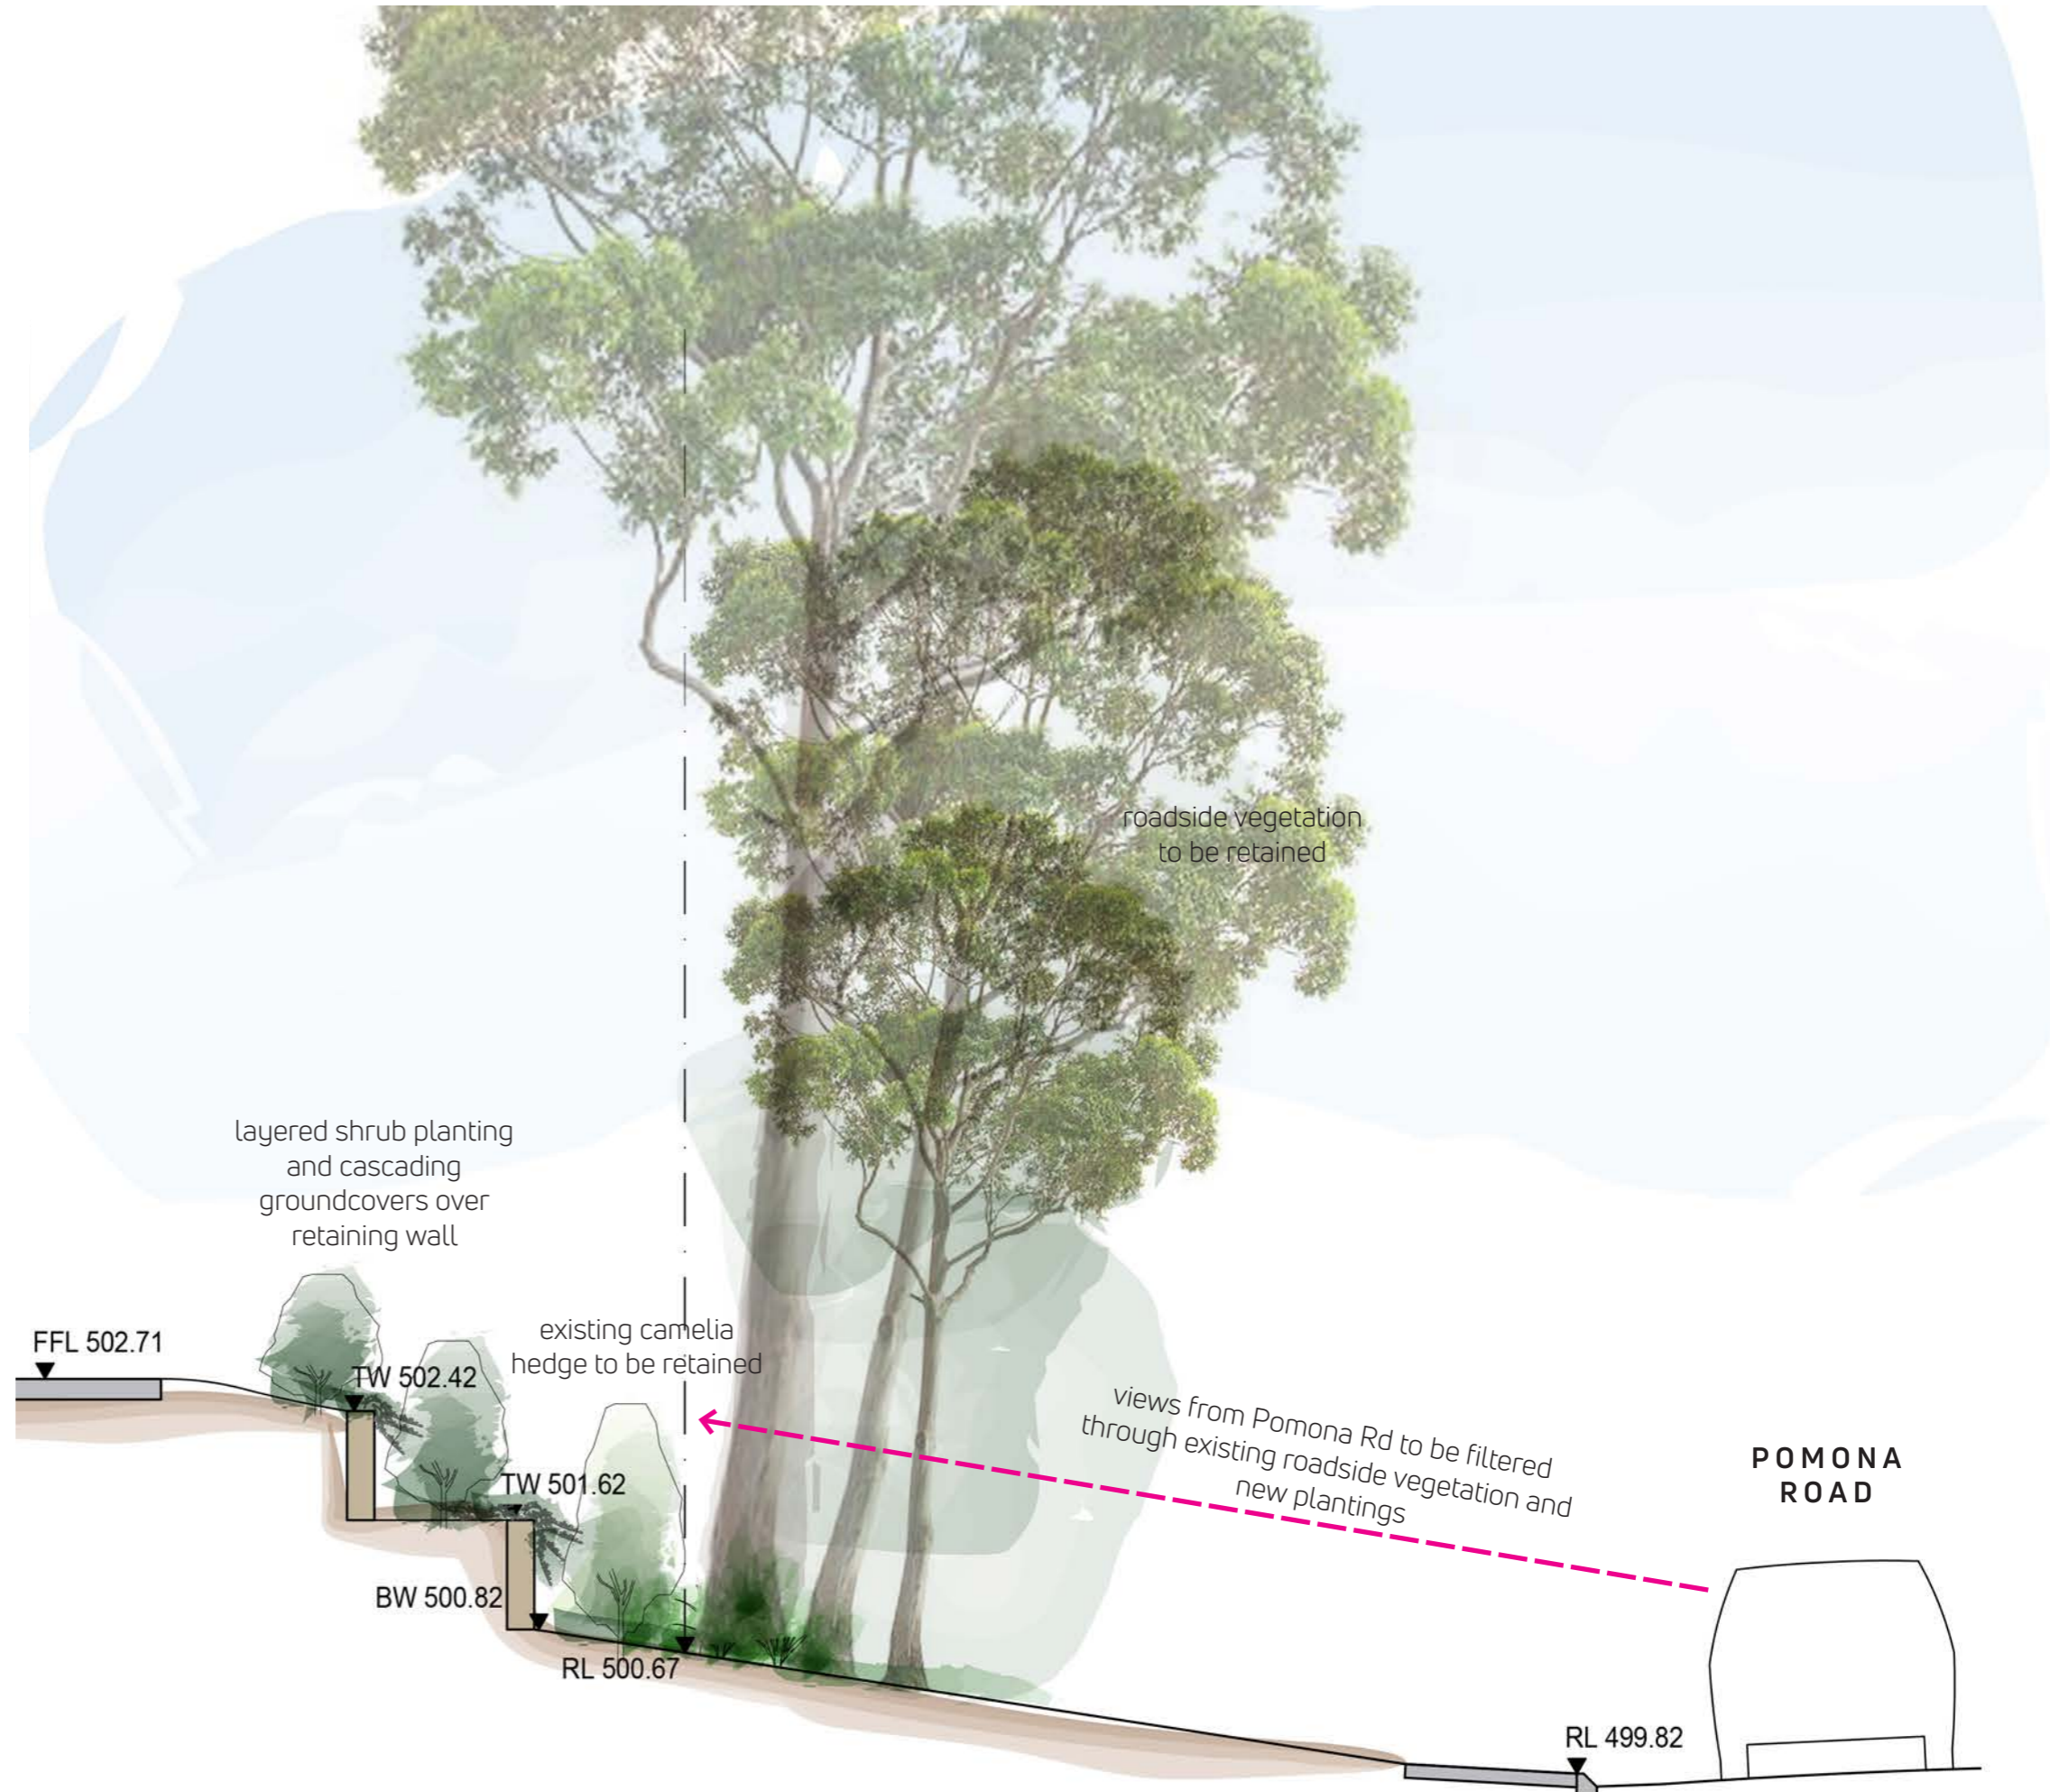 roadside vegetation
to be retained
layered shrub planting
and cascading
groundcovers over
retaining wall
existing camelia
hedge to be retained
FFL 502.71
TW 502.42
TW 501.62
BW 500.82
RL 500.67
views from Pomona Rd to be filtered
through existing roadside vegetation and
new plantings
POMONA
ROAD
RL 499.82